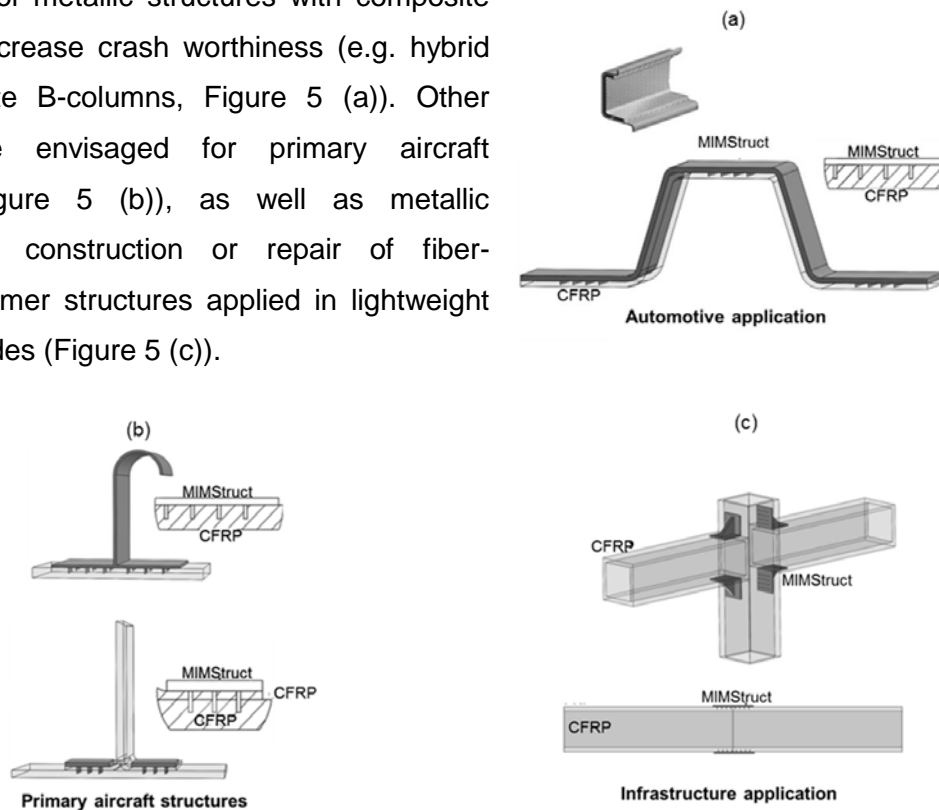 or metallic structures with composite
crease crash worthiness (e.g. hybrid
te B-columns, Figure 5 (a)). Other
e envisaged for primary aircraft
gure 5 (b)), as well as metallic
construction or repair of fiber-
mer structures applied in lightweight
des (Figure 5 (c)).
(a)
MIMStruct
MIMStruct
CFRP
CFRP
Automotive application
(b)
MIMStruct
CFRP
MIMStruct
CFRP
CFRP
Primary aircraft structures
(c)
CFRP
MIMStruct
MIMStruct
CFRP
Infrastructure application